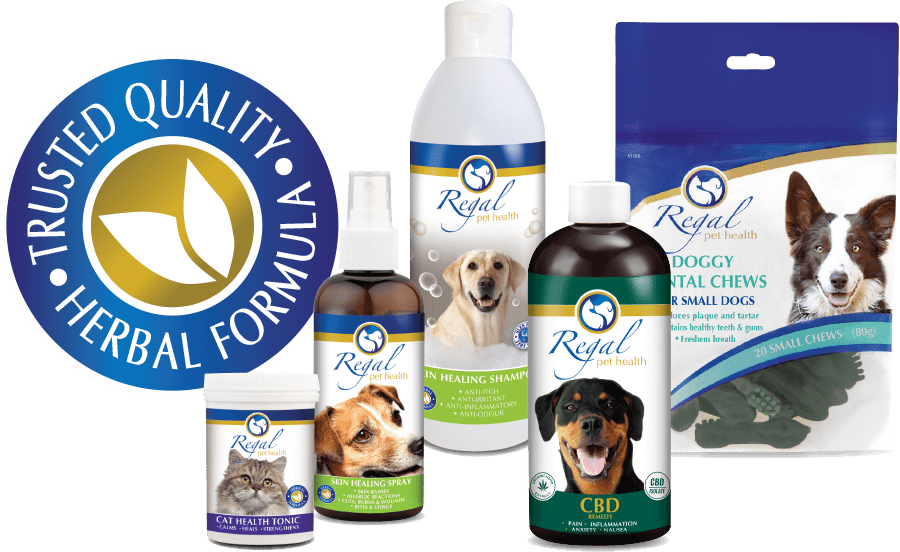 • TRUSTED QUALITY •
HERBAL FORMULA
Regal
pet health
CAT HEALTH TONIC
CALMS • HEALS • STRENGTHENS
Regal
pet health
SKIN HEALING SPRAY
• SKIN RASHES
• ALLERGIC REACTIONS
• CUTS, BURNS & WOUNDS
• BITES & STINGS
Regal
pet health
KIN HEALING SHAMPO
• ANTI-ITCH
• ANTI-IRRITANT
• ANTI-INFLAMMATORY
• ANTI-ODOUR
Regal
pet health
CBD
ISOLATE
CBD
REMEDY
• PAIN • INFLAMMATION
ANXIETY • NAUSEA
Regal
pet health
DOGGY
NTAL CHEWS
R SMALL DOGS
duces plaque and tartar
tains healthy teeth & gums
• Freshens breath
20 SMALL CHEWS (80g)